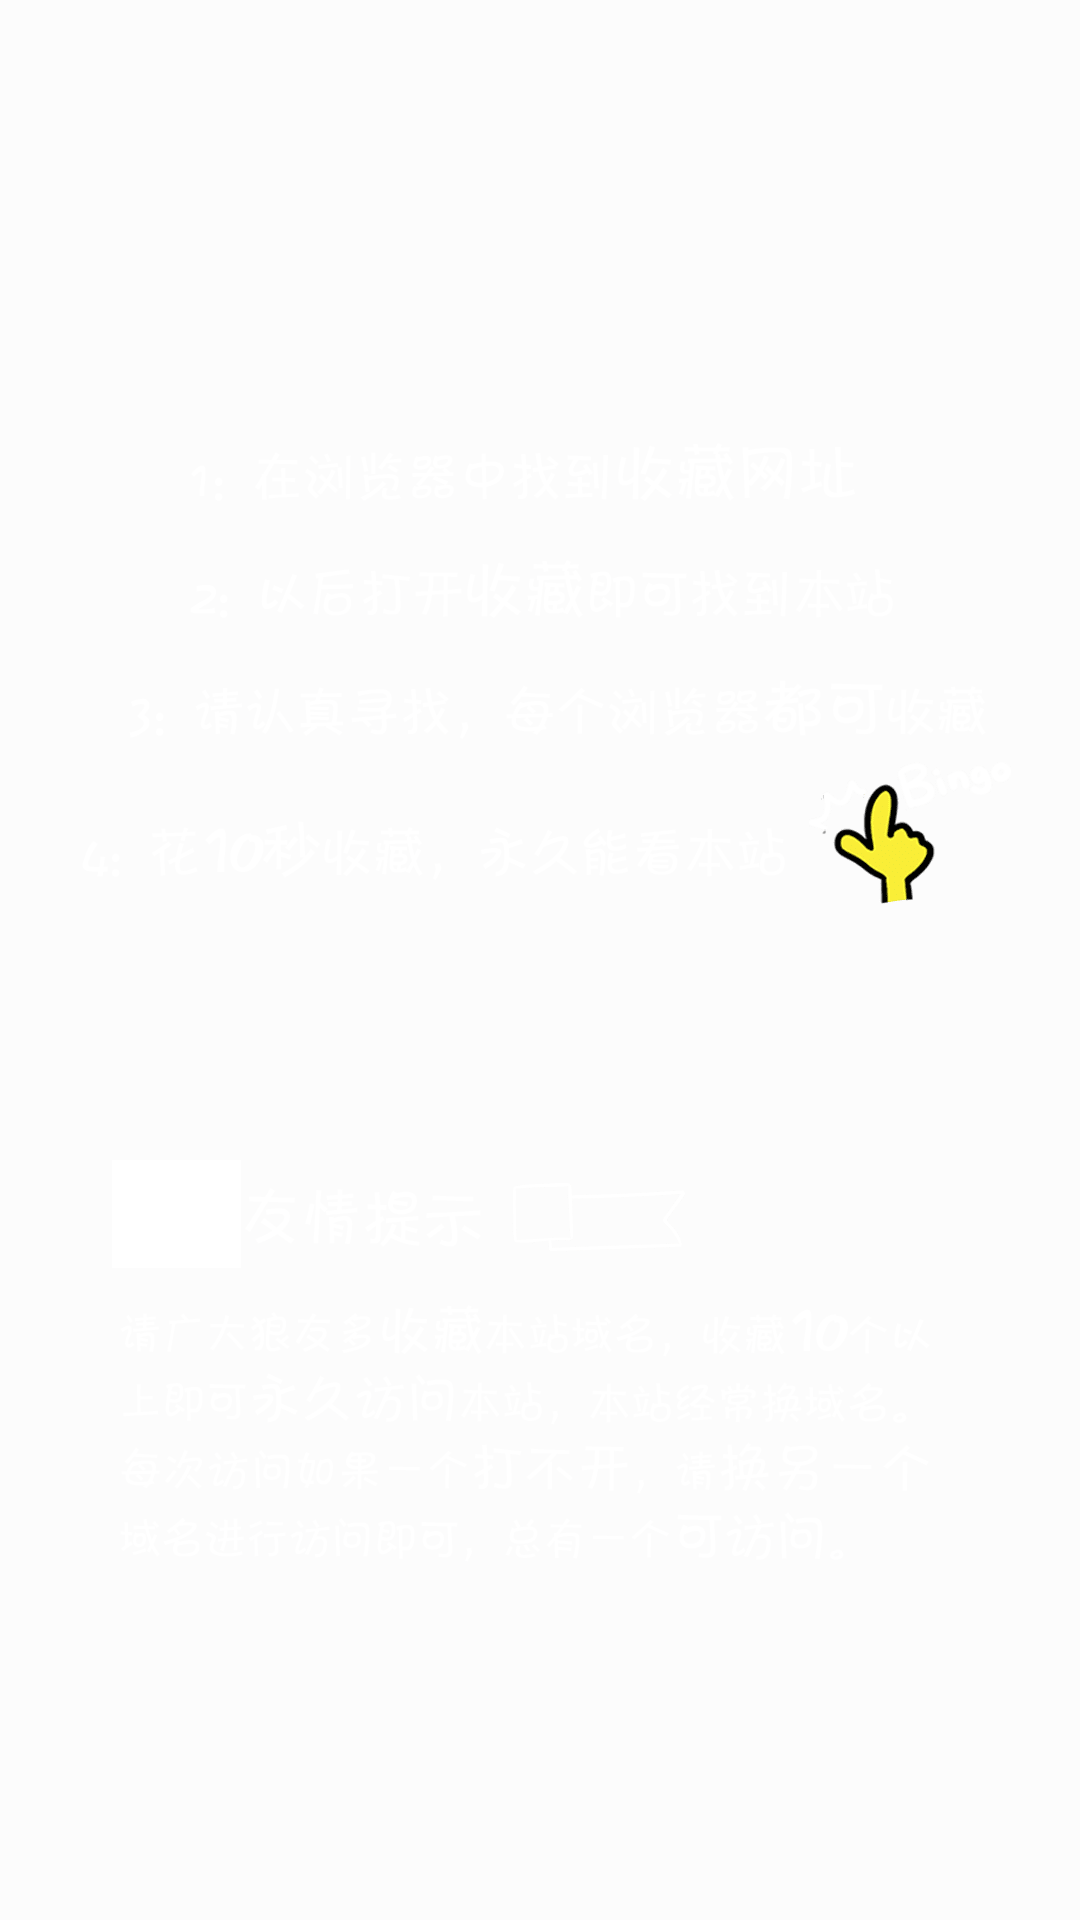 1: 在浏览器中找到收藏网址
2: 以后打开收藏即可找到本站
3: 请认真寻找，每个浏览器都可收藏
Bingo
4: 花10秒收藏，永久能看本站
友情提示
请广大狼友多收藏本站域名，收藏10个以
上即可永久访问本站，本站经常换域名。
每次访问如果一个打不开，请换另一个
域名进行访问即可，总有一个可访问。